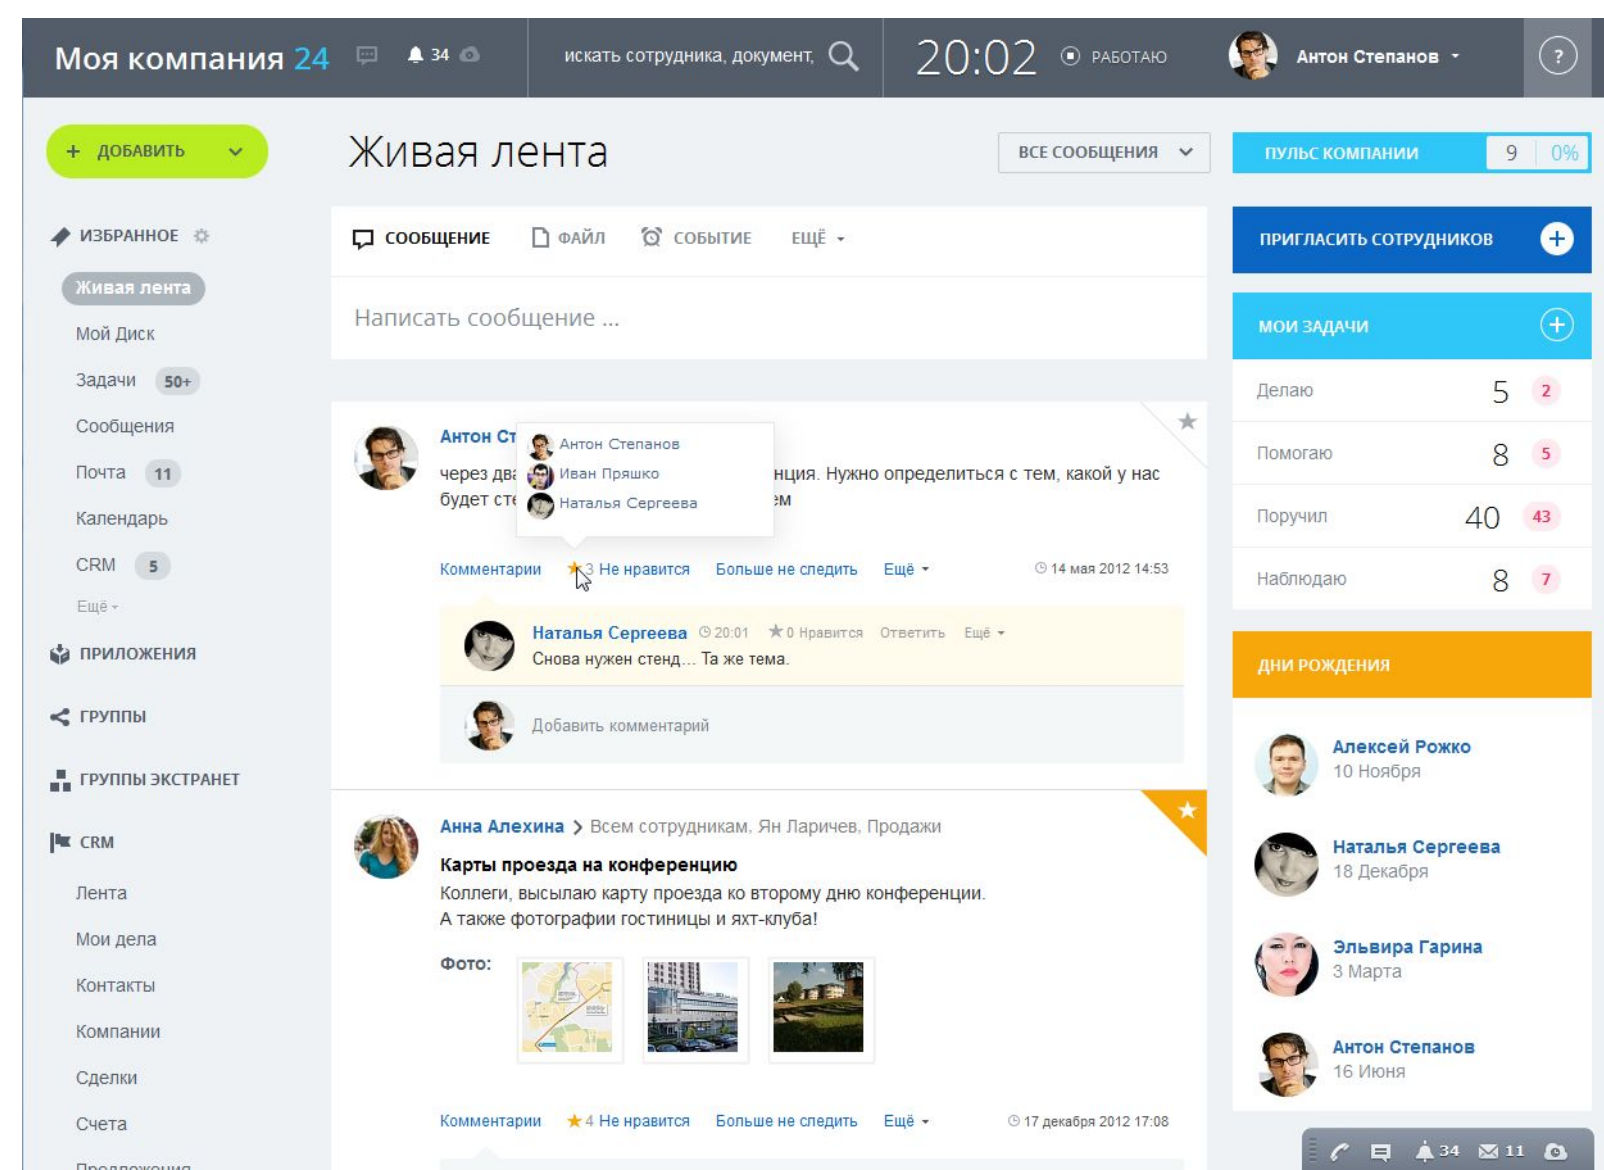 Моя компания 24
34
искать сотрудника, документ,
20:02
РАБОТАЮ
Антон Степанов
?
+ ДОБАВИТЬ
ИЗБРАННОЕ
Живая лента
Мой Диск
Задачи 50+
Сообщения
Почта 11
Календарь
CRM 5
Ещё
ПРИЛОЖЕНИЯ
ГРУППЫ
ГРУППЫ ЭКСТРАНЕТ
CRM
Лента
Мои дела
Контакты
Компании
Сделки
Счета
Предложения
Живая лента
ВСЕ СООБЩЕНИЯ
СООБЩЕНИЕ ФАЙЛ СОБЫТИЕ ЕЩЁ
Написать сообщение ...
Антон Ст
Антон Степанов
Иван Пряшко
Наталья Сергеева
через два нция. Нужно определиться с тем, какой у нас
будет сте ем
Комментарии 3 Не нравится Больше не следить Ещё 14 мая 2012 14:53
Наталья Сергеева 20:01 0 Нравится Ответить Ещё
Снова нужен стенд... Та же тема.
Добавить комментарий
Анна Алехина > Всем сотрудникам, Ян Ларичев, Продажи
Карты проезда на конференцию
Коллеги, высылаю карту проезда ко второму дню конференции.
А также фотографии гостиницы и яхт-клуба!
Фото:
Комментарии 4 Не нравится Больше не следить Ещё 17 декабря 2012 17:08
ПУЛЬС КОМПАНИИ 9 0%
ПРИГЛАСИТЬ СОТРУДНИКОВ +
МОИ ЗАДАЧИ +
Делаю 5 2
Помогаю 8 5
Поручил 40 43
Наблюдаю 8 7
ДНИ РОЖДЕНИЯ
Алексей Рожко
10 Ноября
Наталья Сергеева
18 Декабря
Эльвира Гарина
3 Марта
Антон Степанов
16 Июня
34 11